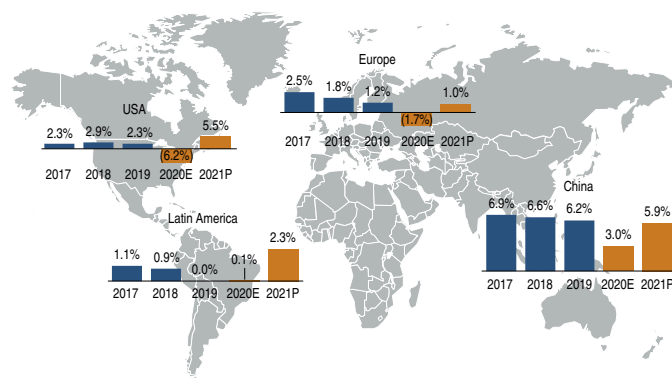 Europe
2.5% 1.8% 1.2% (1.7%) 1.0%
2017 2018 2019 2020E 2021P
USA
2.3% 2.9% 2.3% (6.2%) 5.5%
2017 2018 2019 2020E 2021P
China
6.9% 6.6% 6.2% 3.0% 5.9%
2017 2018 2019 2020E 2021P
Latin America
1.1% 0.9% 0.0% 0.1% 2.3%
2017 2018 2019 2020E 2021P